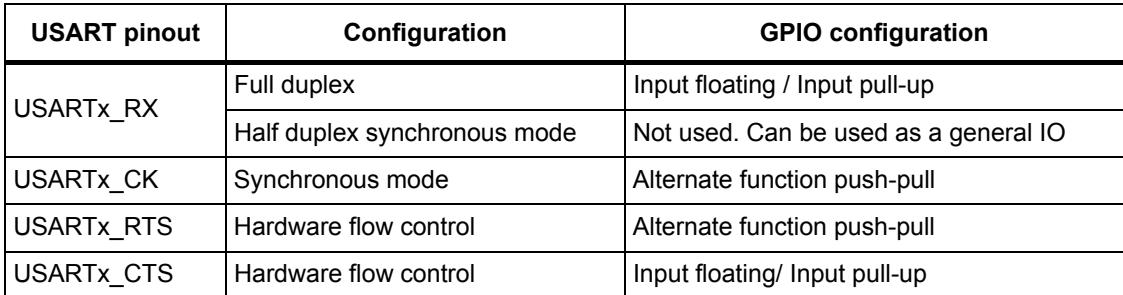 USART pinout Configuration GPIO configuration
USARTx_RX Full duplex Input floating / Input pull-up
Half duplex synchronous mode Not used. Can be used as a general IO
USARTx_CK Synchronous mode Alternate function push-pull
USARTx_RTS Hardware flow control Alternate function push-pull
USARTx_CTS Hardware flow control Input floating/ Input pull-up